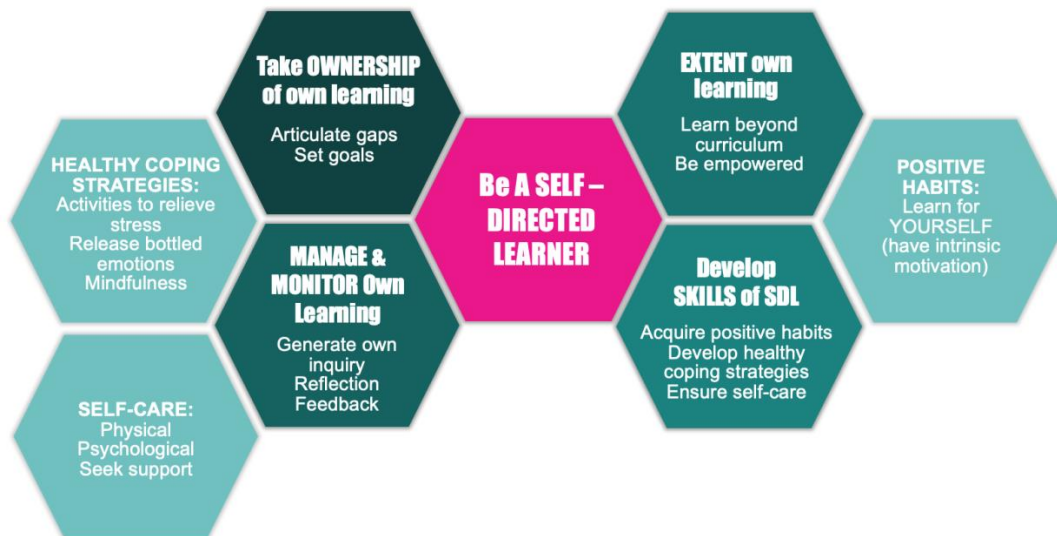 Take OWNERSHIP
of own learning
Articulate gaps
Set goals
EXTENT own
learning
Learn beyond
curriculum
Be empowered
HEALTHY COPING
STRATEGIES:
Activities to relieve
stress
Release bottled
emotions
Mindfulness
Be A SELF –
DIRECTED
LEARNER
POSITIVE
HABITS:
Learn for
YOURSELF
(have intrinsic
motivation)
MANAGE &
MONITOR Own
Learning
Generate own
inquiry
Reflection
Feedback
Develop
SKILLS of SDL
Acquire positive habits
Develop healthy
coping strategies
Ensure self-care
SELF-CARE:
Physical
Psychological
Seek support